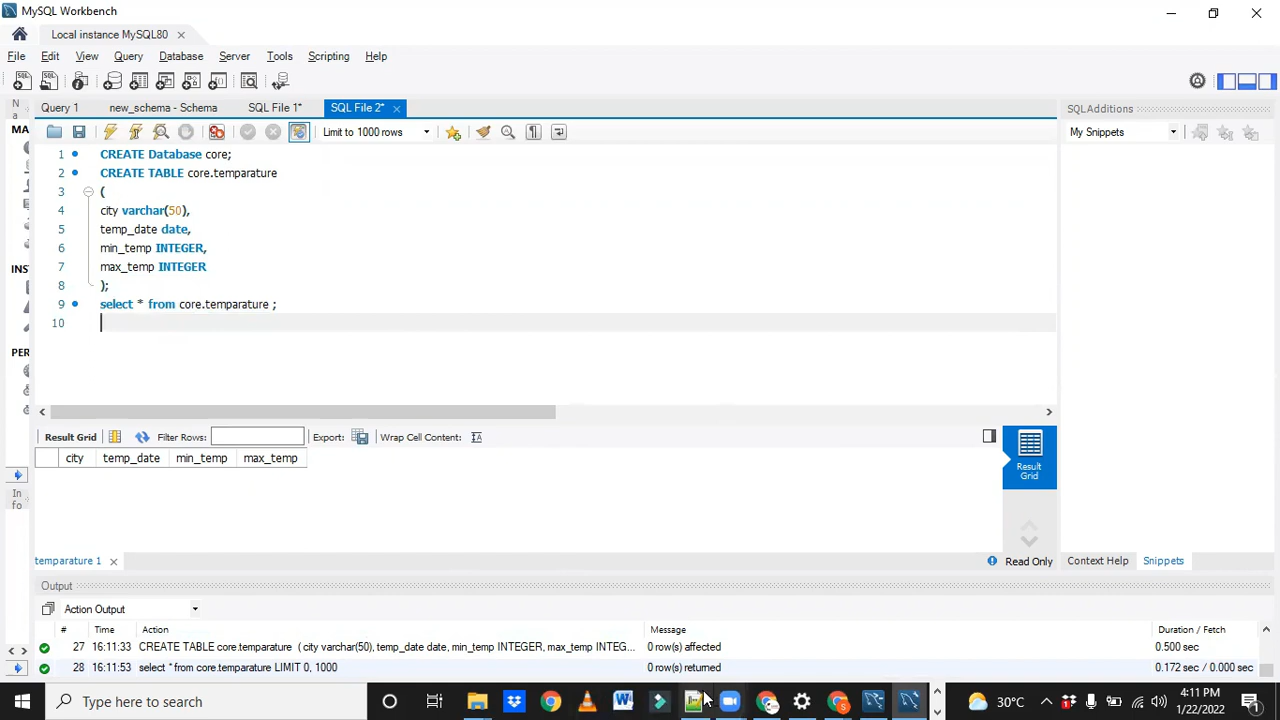 MySQL Workbench
Local instance MySQL80
File Edit View Query Database Server Tools Scripting Help
Query 1 new_schema - Schema SQL File 1* SQL File 2*
SQLAdditions
Limit to 1000 rows
My Snippets
1 CREATE Database core;
2 CREATE TABLE core.temparature
3 (
4 city varchar(50),
5 temp_date date,
6 min_temp INTEGER,
7 max_temp INTEGER
8 );
9 select * from core.temparature ;
10
N
a
MA
INS
PER
In
fo
Result Grid Filter Rows: Export: Wrap Cell Content:
city temp_date min_temp max_temp
Result
Grid
temparature 1
Read Only
Context Help Snippets
Output
Action Output
# Time Action Message Duration / Fetch
27 16:11:33 CREATE TABLE core.temparature ( city varchar(50), temp_date date, min_temp INTEGER, max_temp INTEG... 0 row(s) affected 0.500 sec
28 16:11:53 select * from core.temparature LIMIT 0, 1000 0 row(s) returned 0.172 sec / 0.000 sec
Type here to search
30°C
4:11 PM
1/22/2022